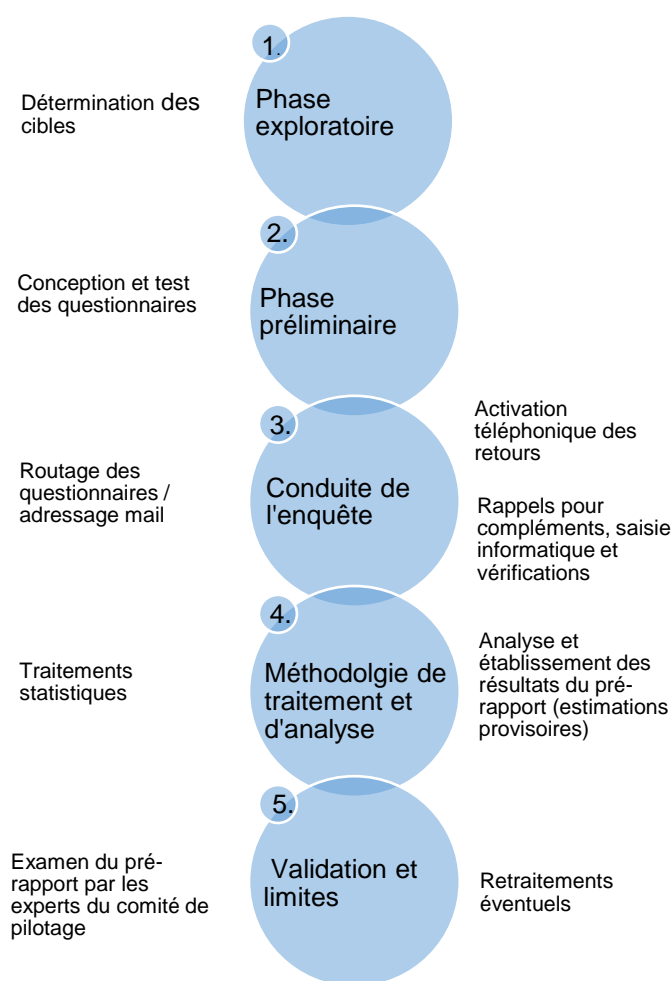 1.
Phase
exploratoire
Détermination des
cibles
2.
Phase
préliminaire
Conception et test
des questionnaires
3.
Conduite de
l'enquête
Routage des
questionnaires /
adressage mail
Activation
téléphonique des
retours
Rappels pour
compléments, saisie
informatique et
vérifications
4.
Méthodolgie de
traitement et
d'analyse
Traitements
statistiques
Analyse et
établissement des
résultats du pré-
rapport (estimations
provisoires)
5.
Validation et
limites
Examen du pré-
rapport par les
experts du comité de
pilotage
Retraitements
éventuels